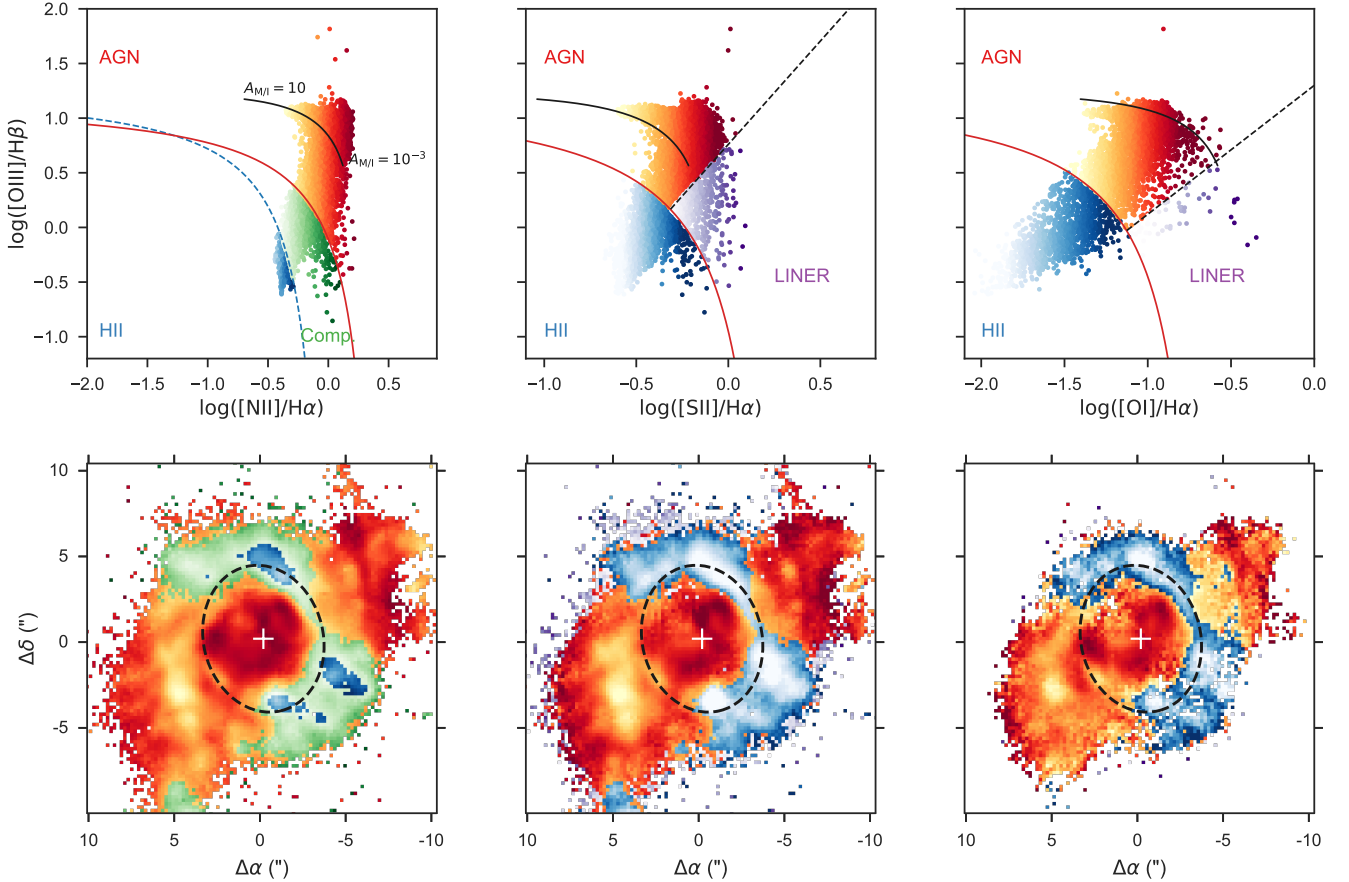 2.0
1.5
1.0
0.5
0.0
−0.5
−1.0
log([OIII]/Hβ)
AGN
A_M/I = 10
A_M/I = 10⁻³
HII
Comp.
−2.0 −1.5 −1.0 −0.5 0.0 0.5
log([NII]/Hα)
AGN
LINER
HII
−1.0 −0.5 0.0 0.5
log([SII]/Hα)
AGN
LINER
HII
−2.0 −1.5 −1.0 −0.5 0.0
log([OI]/Hα)
10
5
0
-5
Δδ (")
10 5 0 -5 -10
Δα (")
10 5 0 -5 -10
Δα (")
10 5 0 -5 -10
Δα (")